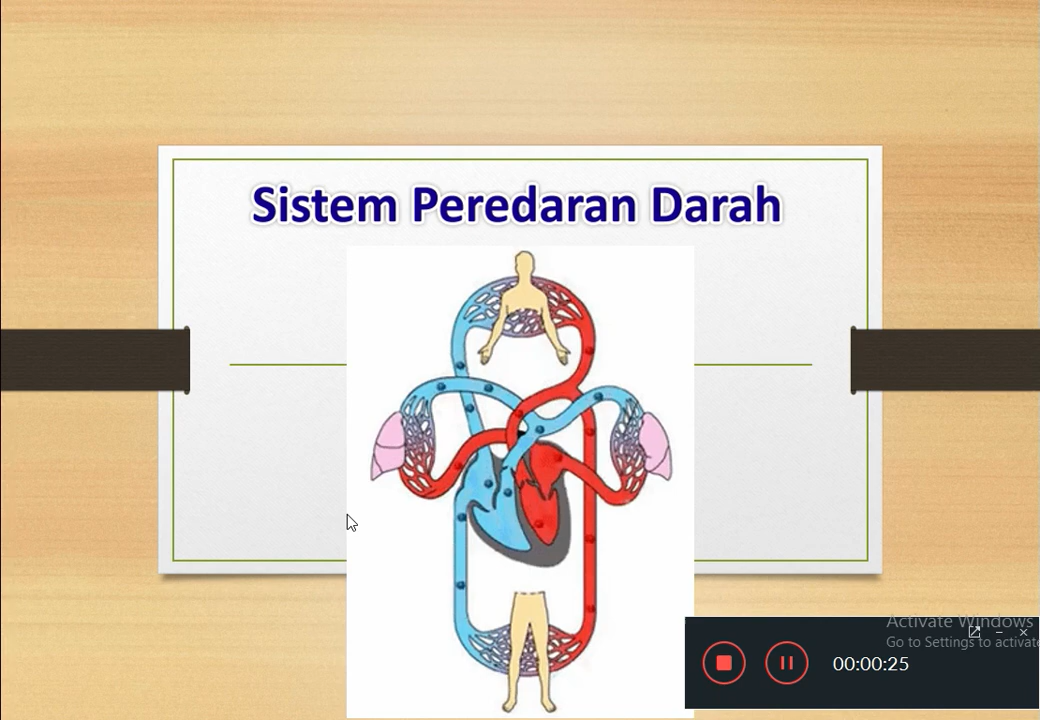 Sistem Peredaran Darah
Activate Windows
Go to Settings to activate
00:00:25